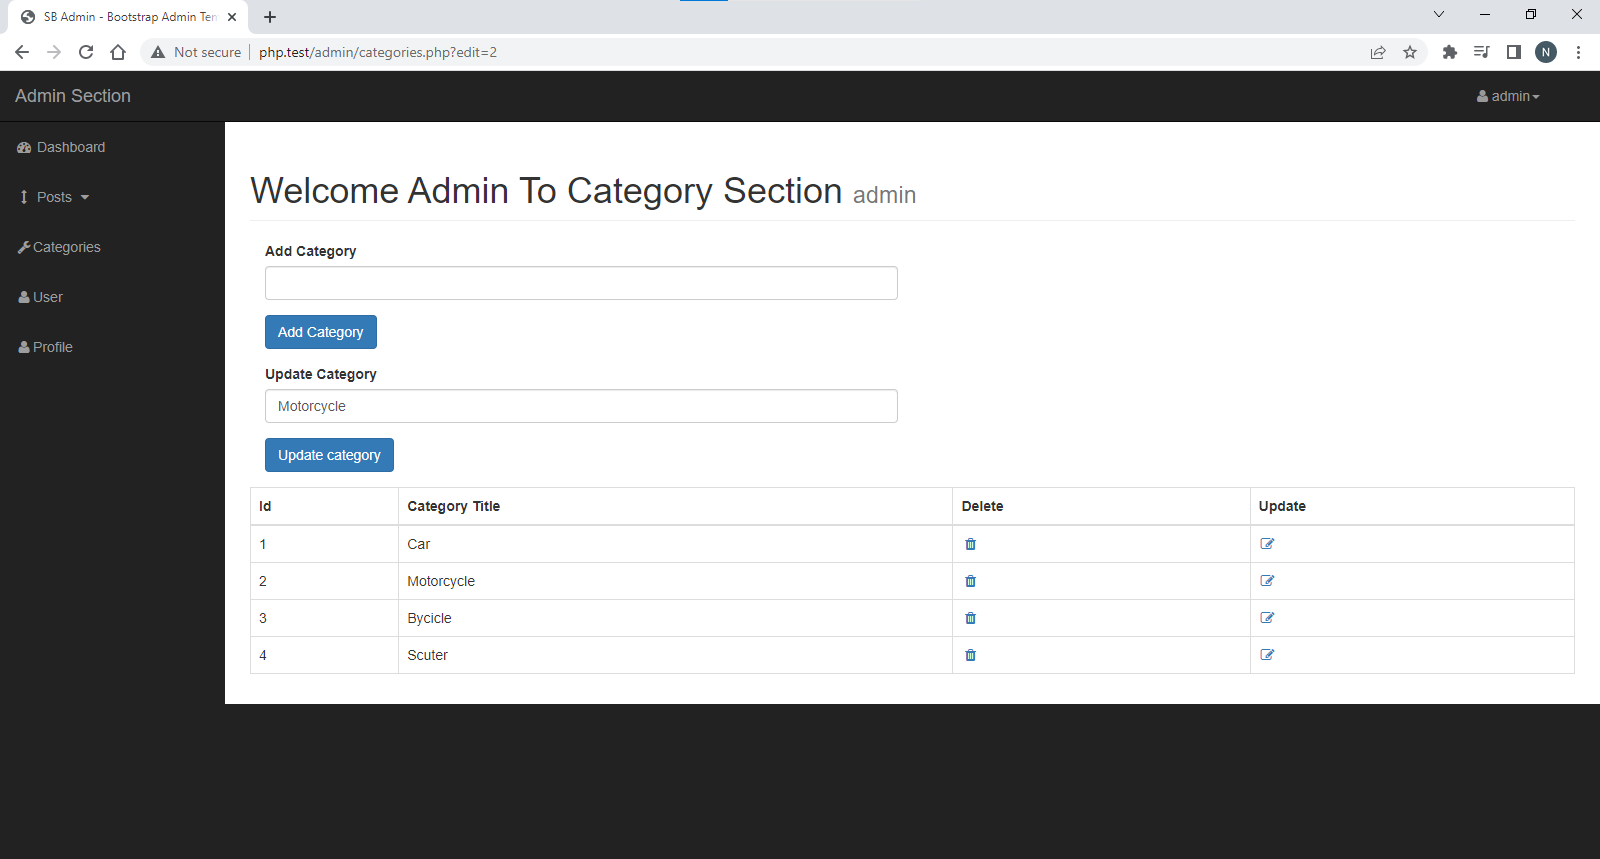 SB Admin - Bootstrap Admin Tem
Not secure php.test/admin/categories.php?edit=2
N
Admin Section
admin
Dashboard
Posts
Categories
User
Profile
Welcome Admin To Category Section admin
Add Category
Add Category
Update Category
Motorcycle
Update category
Id Category Title Delete Update
1 Car
2 Motorcycle
3 Bycicle
4 Scuter